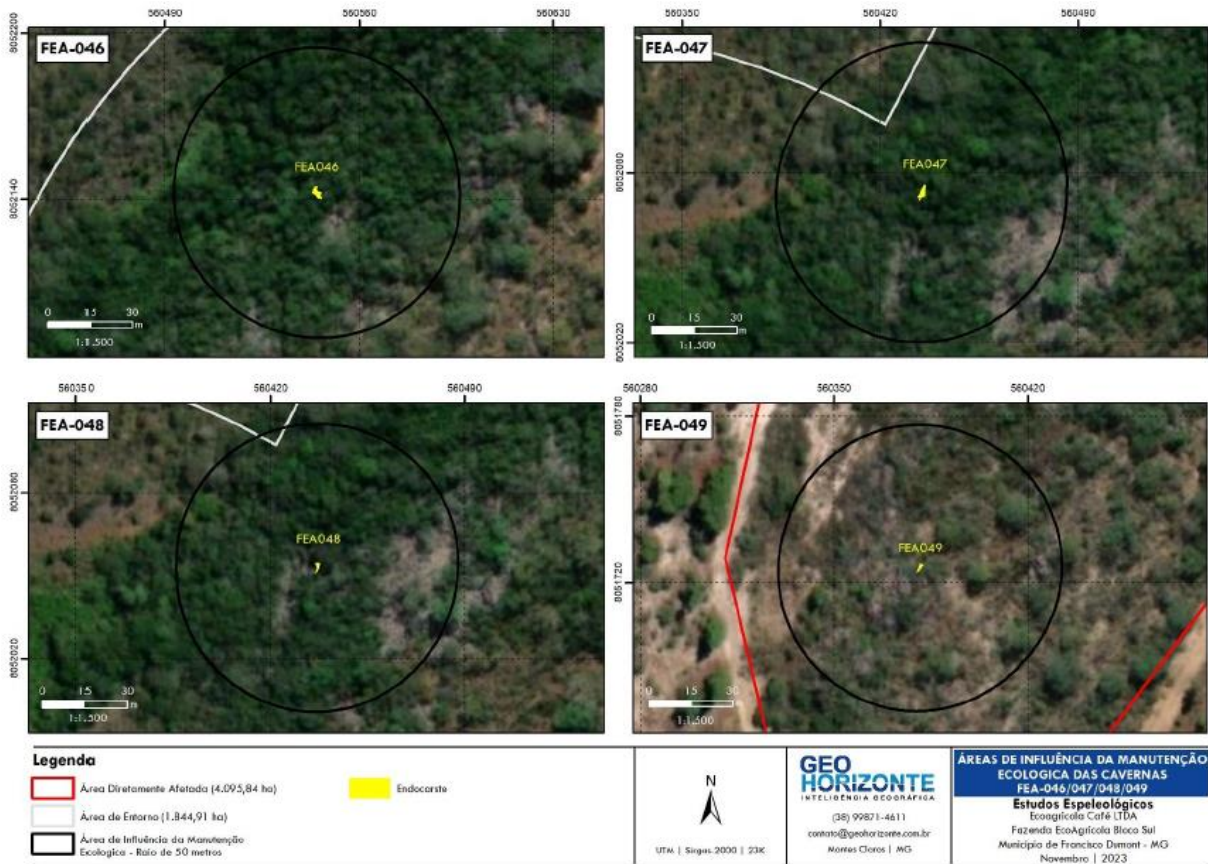 560490 560560 560630
8052200
8052140
FEA-046
FEA046
0 15 30
m
1:1.500
560350 560420 560490
8052080
8052020
FEA-047
FEA047
0 15 30
m
1:1.500
560350 560420 560490
8052080
8052020
FEA-048
FEA048
0 15 30
m
1:1.500
560280 560350 560420
8051780
8051720
FEA-049
FEA049
0 15 30
m
1:1.500
Legenda
Área Diretamente Afetada (4.095,84 ha)
Endocarste
Área de Entorno (1.844,91 ha)
Área de Influência da Manutenção
Ecologica - Raio de 50 metros
N
UTM | Sirgas 2000 | 23K
GEO
HORIZONTE
INTELIGÊNCIA GEOGRÁFICA
(38) 99871-4611
contato@geohorizonte.com.br
Montes Claros | MG
ÁREAS DE INFLUÊNCIA DA MANUTENÇÃO
ECOLOGICA DAS CAVERNAS
FEA-046/047/048/049
Estudos Espeleológicos
Ecoagrícola Café LTDA
Fazenda EcoAgrícola Bloco Sul
Município de Francisco Dumont - MG
Novembro | 2023